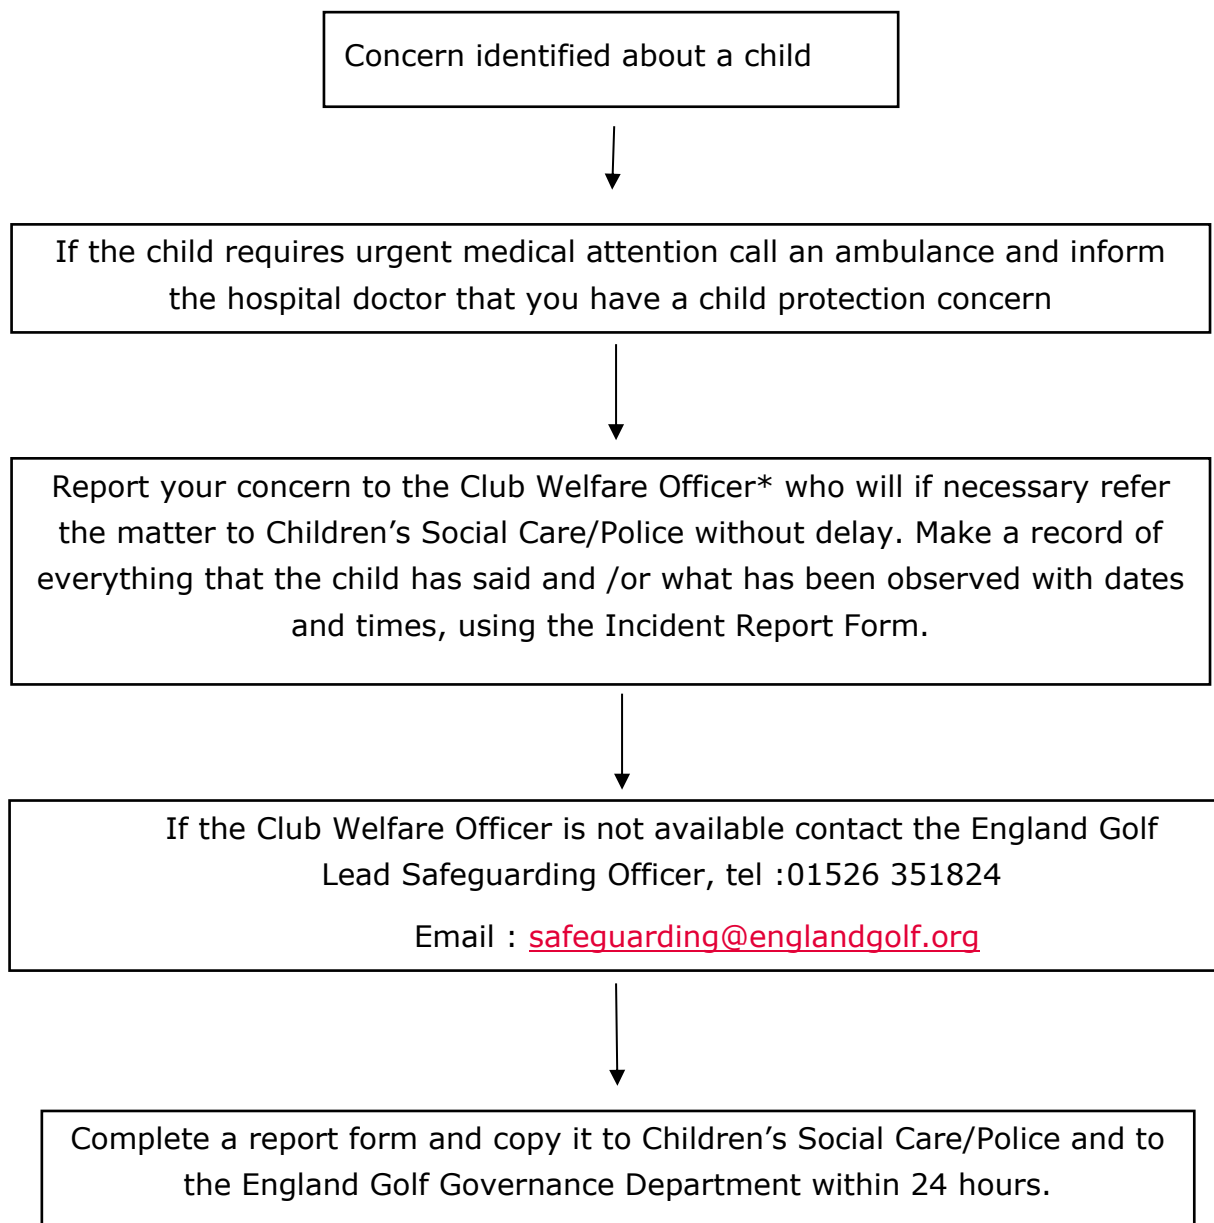 Concern identified about a child
If the child requires urgent medical attention call an ambulance and inform
the hospital doctor that you have a child protection concern
Report your concern to the Club Welfare Officer* who will if necessary refer
the matter to Children’s Social Care/Police without delay. Make a record of
everything that the child has said and /or what has been observed with dates
and times, using the Incident Report Form.
If the Club Welfare Officer is not available contact the England Golf
Lead Safeguarding Officer, tel :01526 351824
Email : safeguarding@englandgolf.org
Complete a report form and copy it to Children’s Social Care/Police and to
the England Golf Governance Department within 24 hours.